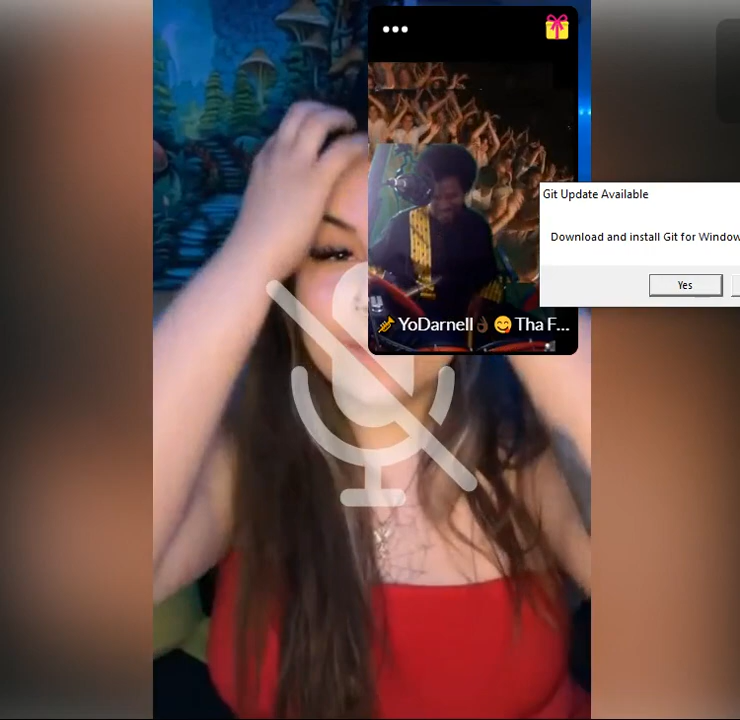 Git Update Available
Download and install Git for Window
Yes
YoDarnell👌🏿 😋 Tha F...